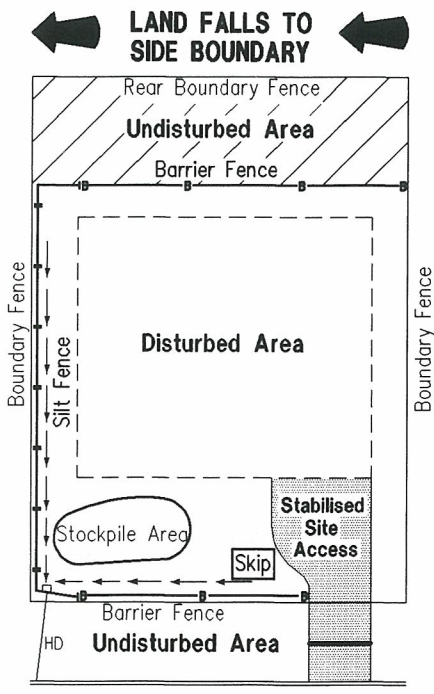 LAND FALLS TO
SIDE BOUNDARY
Rear Boundary Fence
Undisturbed Area
Barrier Fence
B B B B
Boundary Fence
Silt Fence
Disturbed Area
Boundary Fence
Stockpile Area
Skip
Stabilised
Site
Access
B B B
Barrier Fence
HD
Undisturbed Area